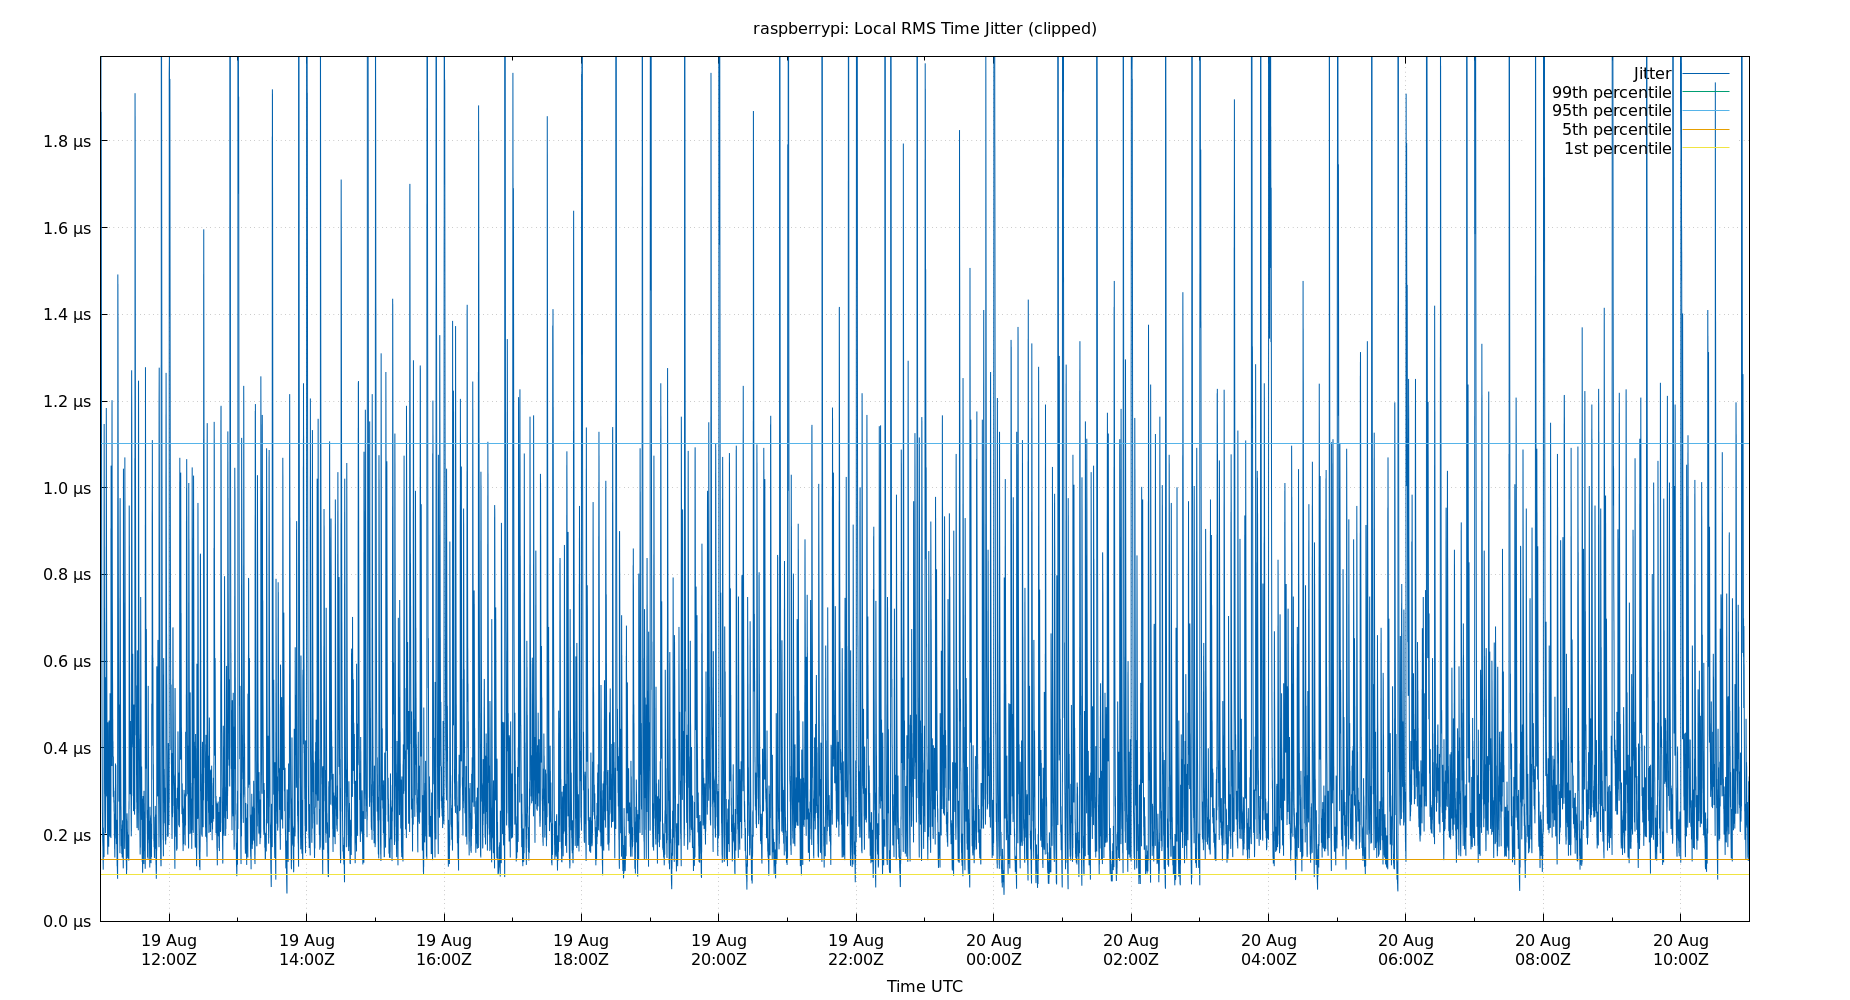 raspberrypi: Local RMS Time Jitter (clipped)
Jitter
99th percentile
95th percentile
5th percentile
1st percentile
1.8 µs
1.6 µs
1.4 µs
1.2 µs
1.0 µs
0.8 µs
0.6 µs
0.4 µs
0.2 µs
0.0 µs
19 Aug 19 Aug 19 Aug 19 Aug 19 Aug 19 Aug 20 Aug 20 Aug 20 Aug 20 Aug 20 Aug 20 Aug
12:00Z 14:00Z 16:00Z 18:00Z 20:00Z 22:00Z 00:00Z 02:00Z 04:00Z 06:00Z 08:00Z 10:00Z
Time UTC